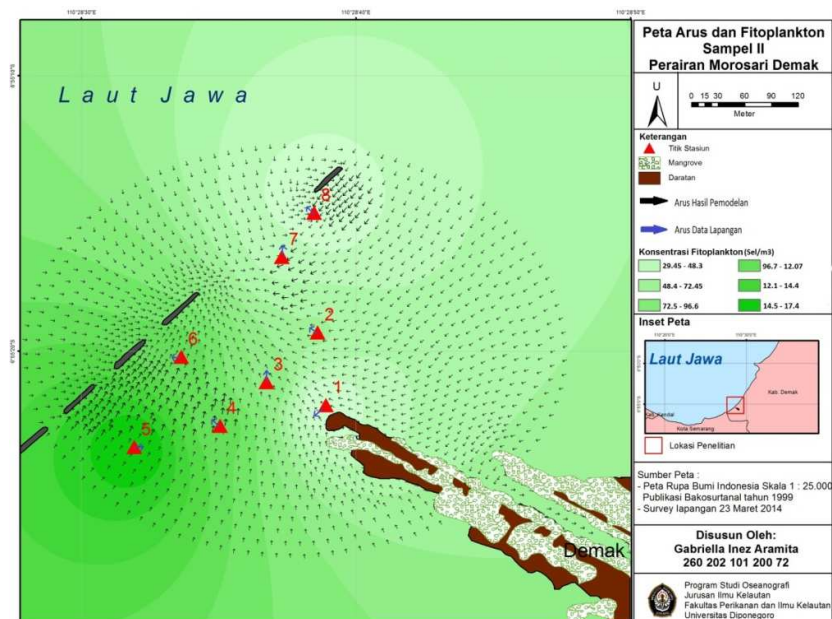 110°28'30"
110°28'40"
110°28'50"
Laut Jawa
8
7
2
6
3
1
4
5
Demak
Peta Arus dan Fitoplankton
Sampel II
Perairan Morosari Demak
U
0 15 30 60 90 120
Meter
Keterangan
Titik Stasiun
Mangrove
Daratan
Arus Hasil Pemodelan
Arus Data Lapangan
Konsentrasi Fitoplankton (Sel/m3)
29.45 - 48.3 96.7 - 12.07
48.4 - 72.45 12.1 - 14.4
72.5 - 96.6 14.5 - 17.4
Inset Peta
Laut Jawa
Kab. Demak
Kab. Kendal
Kota Semarang
Lokasi Penelitian
Sumber Peta :
- Peta Rupa Bumi Indonesia Skala 1 : 25.000
Publikasi Bakosurtanal tahun 1999
- Survey lapangan 23 Maret 2014
Disusun Oleh:
Gabriella Inez Aramita
260 202 101 200 72
Program Studi Oseanografi
Jurusan Ilmu Kelautan
Fakultas Perikanan dan Ilmu Kelautan
Universitas Diponegoro